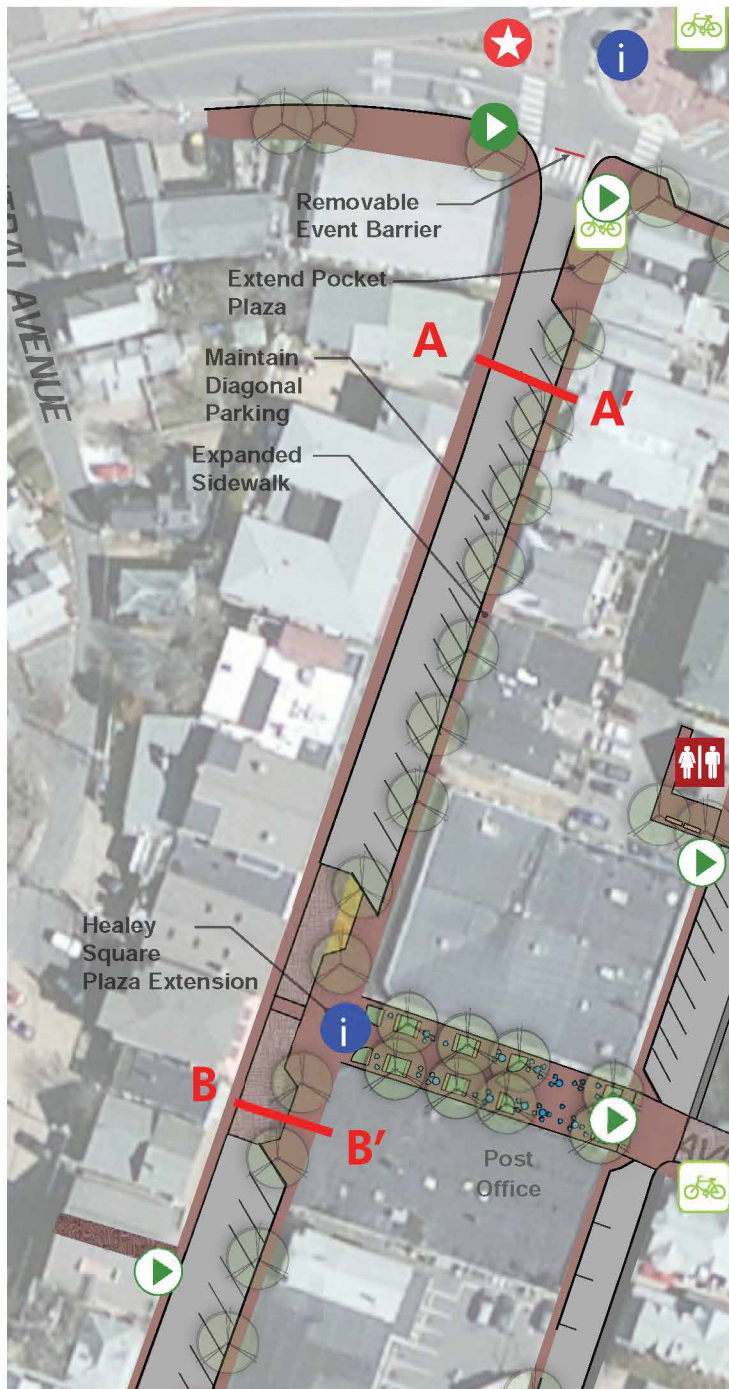 i
Removable
Event Barrier
Extend Pocket
Plaza
A
A'
AVENUE
Maintain
Diagonal
Parking
Expanded
Sidewalk
Healey
Square
Plaza Extension
i
B
B'
Post
Office